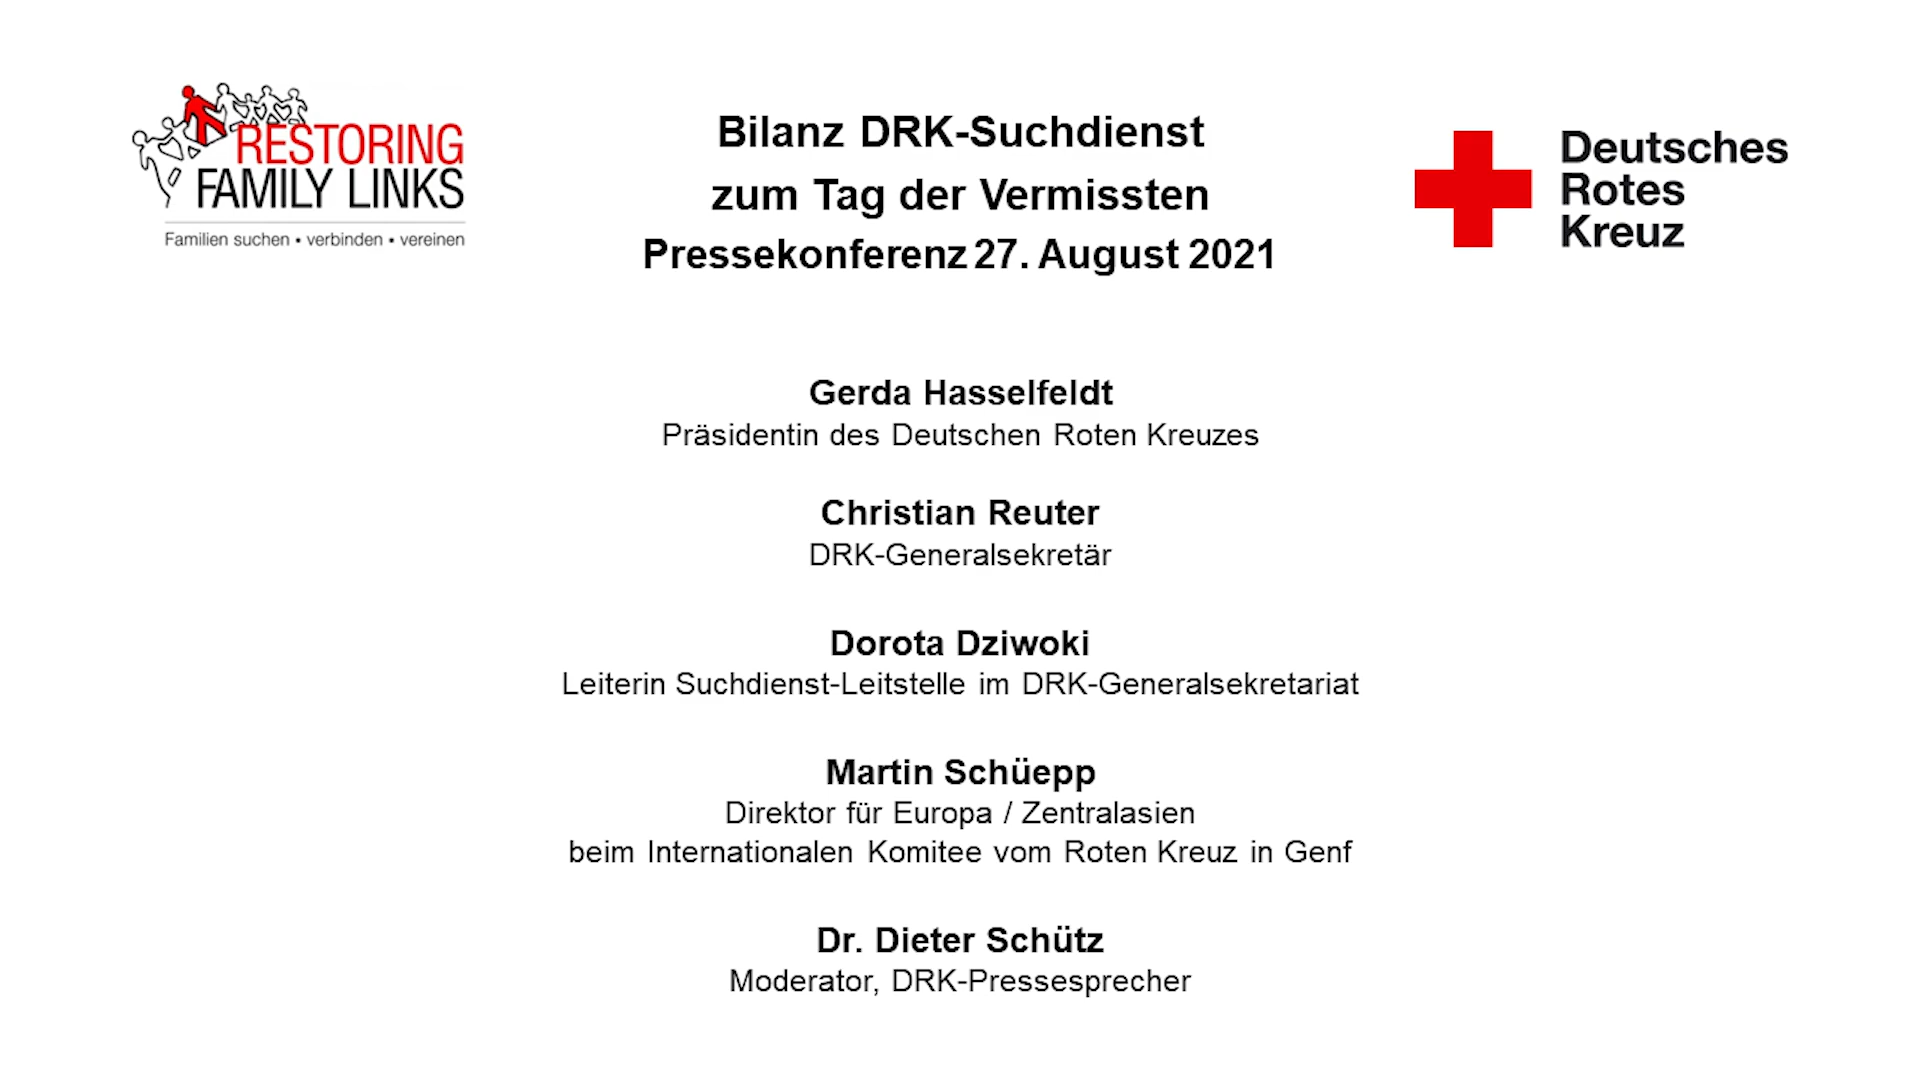 RESTORING
FAMILY LINKS
Familien suchen • verbinden • vereinen
Bilanz DRK-Suchdienst
zum Tag der Vermissten
Pressekonferenz 27. August 2021
Deutsches
Rotes
Kreuz
Gerda Hasselfeldt
Präsidentin des Deutschen Roten Kreuzes
Christian Reuter
DRK-Generalsekretär
Dorota Dziwoki
Leiterin Suchdienst-Leitstelle im DRK-Generalsekretariat
Martin Schüepp
Direktor für Europa / Zentralasien
beim Internationalen Komitee vom Roten Kreuz in Genf
Dr. Dieter Schütz
Moderator, DRK-Pressesprecher